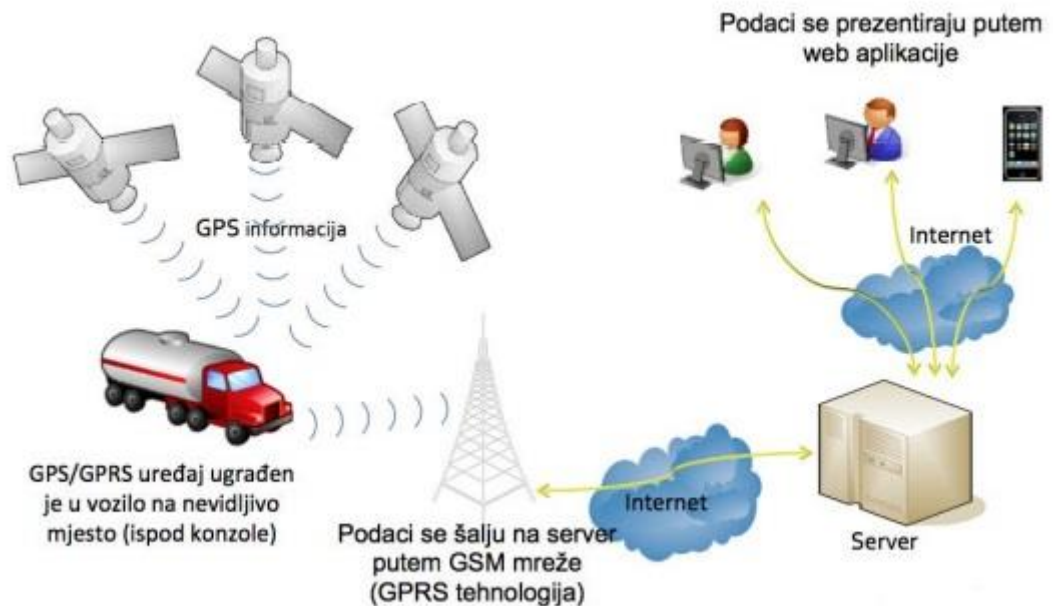 Podaci se prezentiraju putem
web aplikacije
GPS informacija
Internet
GPS/GPRS uređaj ugrađen
je u vozilo na nevidljivo
mjesto (ispod konzole)
Podaci se šalju na server
putem GSM mreže
(GPRS tehnologija)
Internet
Server